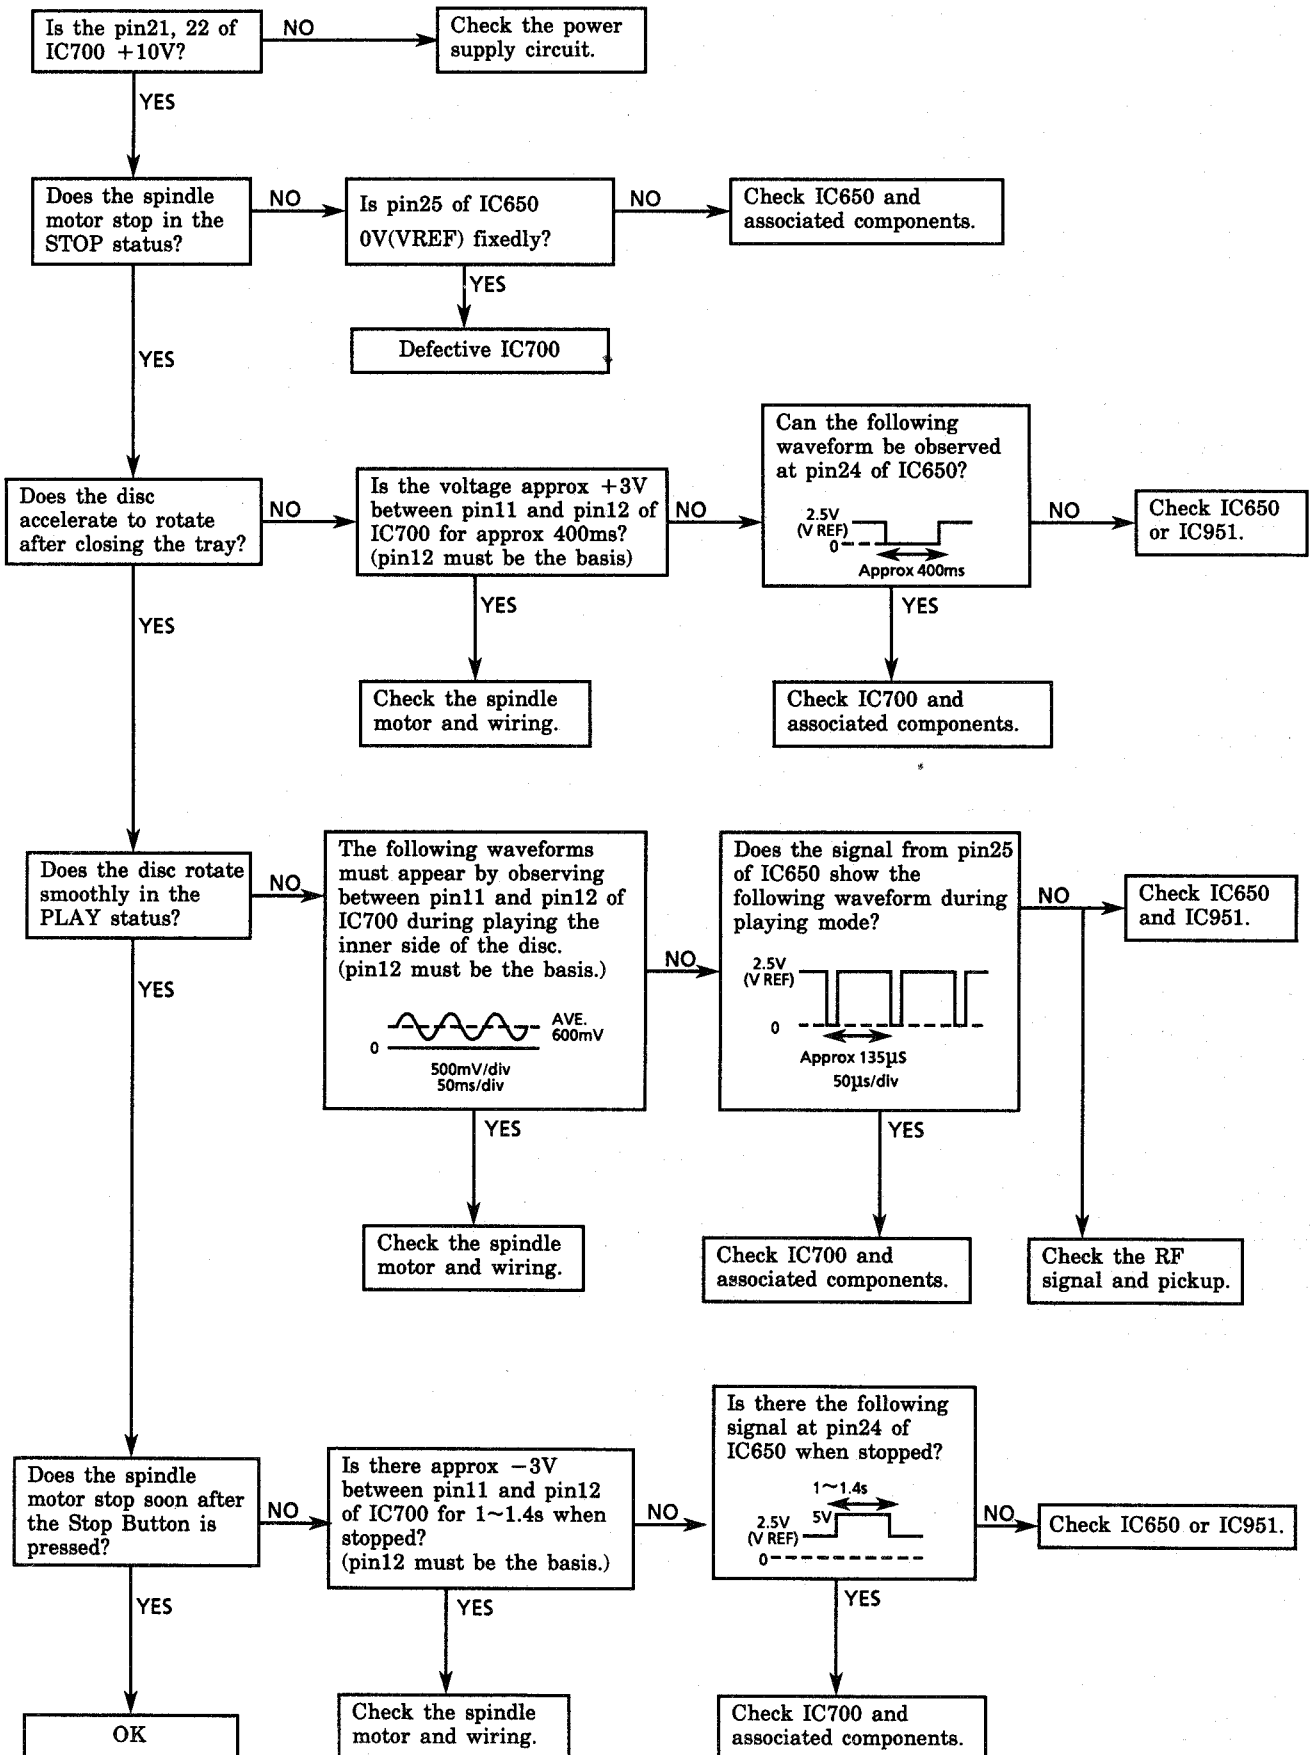 Is the pin21, 22 of
IC700 +10V?
NO
Check the power
supply circuit.
YES
Does the spindle
motor stop in the
STOP status?
NO
Is pin25 of IC650
0V(VREF) fixedly?
NO
Check IC650 and
associated components.
YES
Defective IC700
YES
Does the disc
accelerate to rotate
after closing the tray?
NO
Is the voltage approx +3V
between pin11 and pin12 of
IC700 for approx 400ms?
(pin12 must be the basis)
NO
Can the following
waveform be observed
at pin24 of IC650?
2.5V
(V REF)
0
Approx 400ms
NO
Check IC650
or IC951.
YES
Check the spindle
motor and wiring.
YES
Check IC700 and
associated components.
YES
Does the disc rotate
smoothly in the
PLAY status?
NO
The following waveforms
must appear by observing
between pin11 and pin12 of
IC700 during playing the
inner side of the disc.
(pin12 must be the basis.)
AVE.
600mV
0
500mV/div
50ms/div
NO
Does the signal from pin25
of IC650 show the
following waveform during
playing mode?
2.5V
(V REF)
0
Approx 135µS
50µs/div
NO
Check IC650
and IC951.
YES
Check the spindle
motor and wiring.
YES
Check IC700 and
associated components.
Check the RF
signal and pickup.
YES
Does the spindle
motor stop soon after
the Stop Button is
pressed?
NO
Is there approx −3V
between pin11 and pin12
of IC700 for 1~1.4s when
stopped?
(pin12 must be the basis.)
NO
Is there the following
signal at pin24 of
IC650 when stopped?
1~1.4s
5V
2.5V
(V REF)
0
NO
Check IC650 or IC951.
YES
OK
YES
Check the spindle
motor and wiring.
YES
Check IC700 and
associated components.